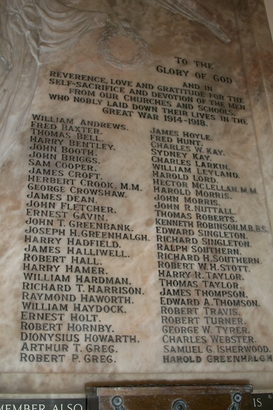 TO THE
GLORY OF GOD
AND IN
REVERENCE, LOVE AND GRATITUDE FOR THE
SELF-SACRIFICE AND DEVOTION OF THE MEN
FROM OUR CHURCHES AND SCHOOLS,
WHO NOBLY LAID DOWN THEIR LIVES IN THE
GREAT WAR 1914-1918.
WILLIAM ANDREWS.
FRED BAXTER.
THOMAS BELL.
HARRY BENTLEY.
JOHN BOOTH.
JOHN BRIGGS.
SAM COOPER.
JAMES CROFT.
HERBERT CROOK, M.M.
GEORGE CROWSHAW.
JAMES DEAN.
JOHN FLETCHER.
ERNEST GAVIN.
JOHN T. GREENBANK.
JOSEPH H. GREENHALGH.
HARRY HADFIELD.
JAMES HALLIWELL.
ROBERT HALL.
HARRY HAMER.
WILLIAM HARDMAN.
RICHARD T. HARRISON.
RAYMOND HAWORTH.
WILLIAM HAYDOCK.
ERNEST HOLT.
ROBERT HORNBY.
DIONYSIUS HOWARTH.
ARTHUR T. GREG.
ROBERT P. GREG.
JAMES HOYLE.
FRED HUNT.
CHARLES W. KAY.
SYDNEY KAY.
CHARLES LARKIN.
WILLIAM LEYLAND.
HAROLD LORD.
HECTOR McLELLAN. M.M.
HAROLD MORRIS.
JOHN MORRIS.
JOHN R. NUTTALL.
THOMAS ROBERTS.
KENNETH ROBINSON. M.R.B.S.
EDWARD SINGLETON.
RICHARD SINGLETON.
RALPH SOUTHERN.
RICHARD H. SOUTHERN.
ROBERT W. H. STOTT.
HARRY R. TAYLOR.
THOMAS TAYLOR.
JAMES THOMPSON.
EDWARD A. THOMSON.
ROBERT TRAVIS.
ROBERT TURNER.
GEORGE W. TYRER.
CHARLES WEBSTER.
SAMUEL G. ISHERWOOD.
HAROLD GREENHALGH
MEMBER ALSO
IS